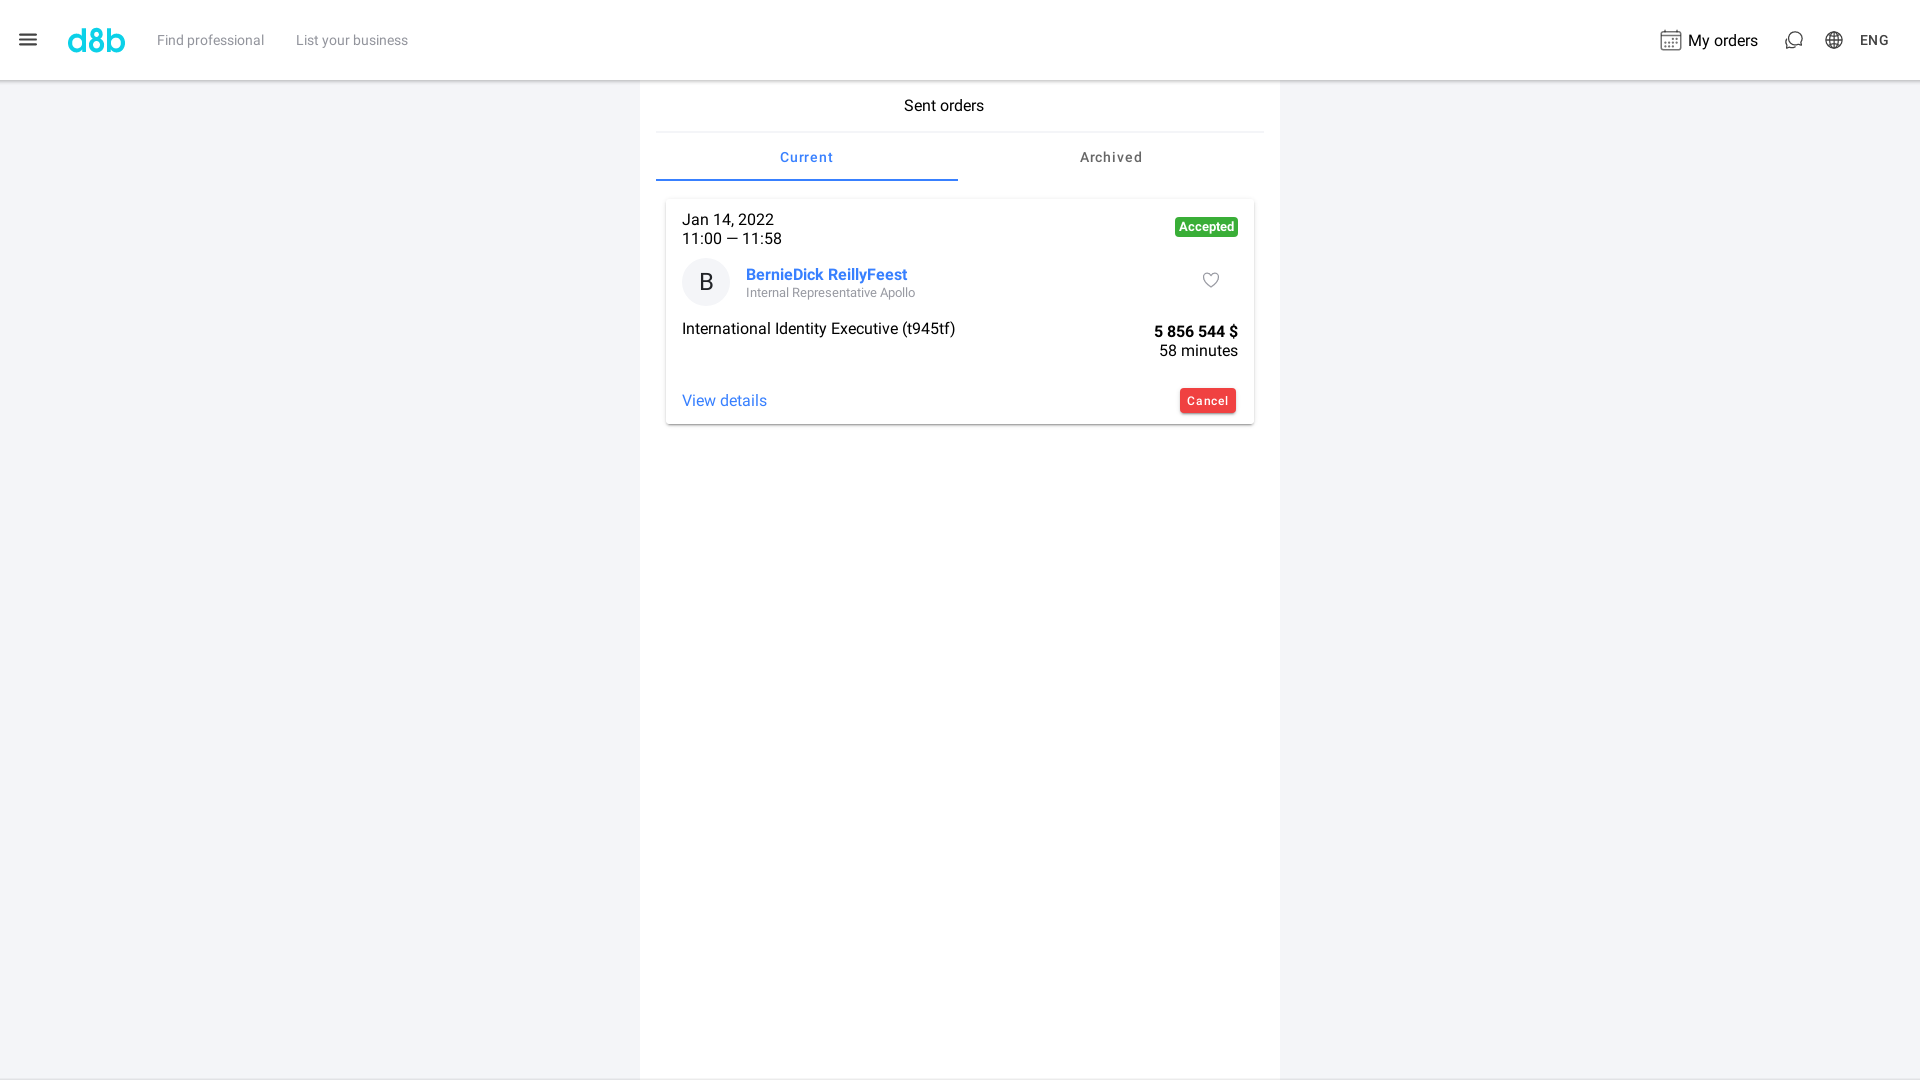 d8b
Find professional
List your business
My orders
ENG
Sent orders
Current
Archived
Jan 14, 2022
11:00 — 11:58
Accepted
B
BernieDick ReillyFeest
Internal Representative Apollo
International Identity Executive (t945tf)
5 856 544 $
58 minutes
View details
Cancel